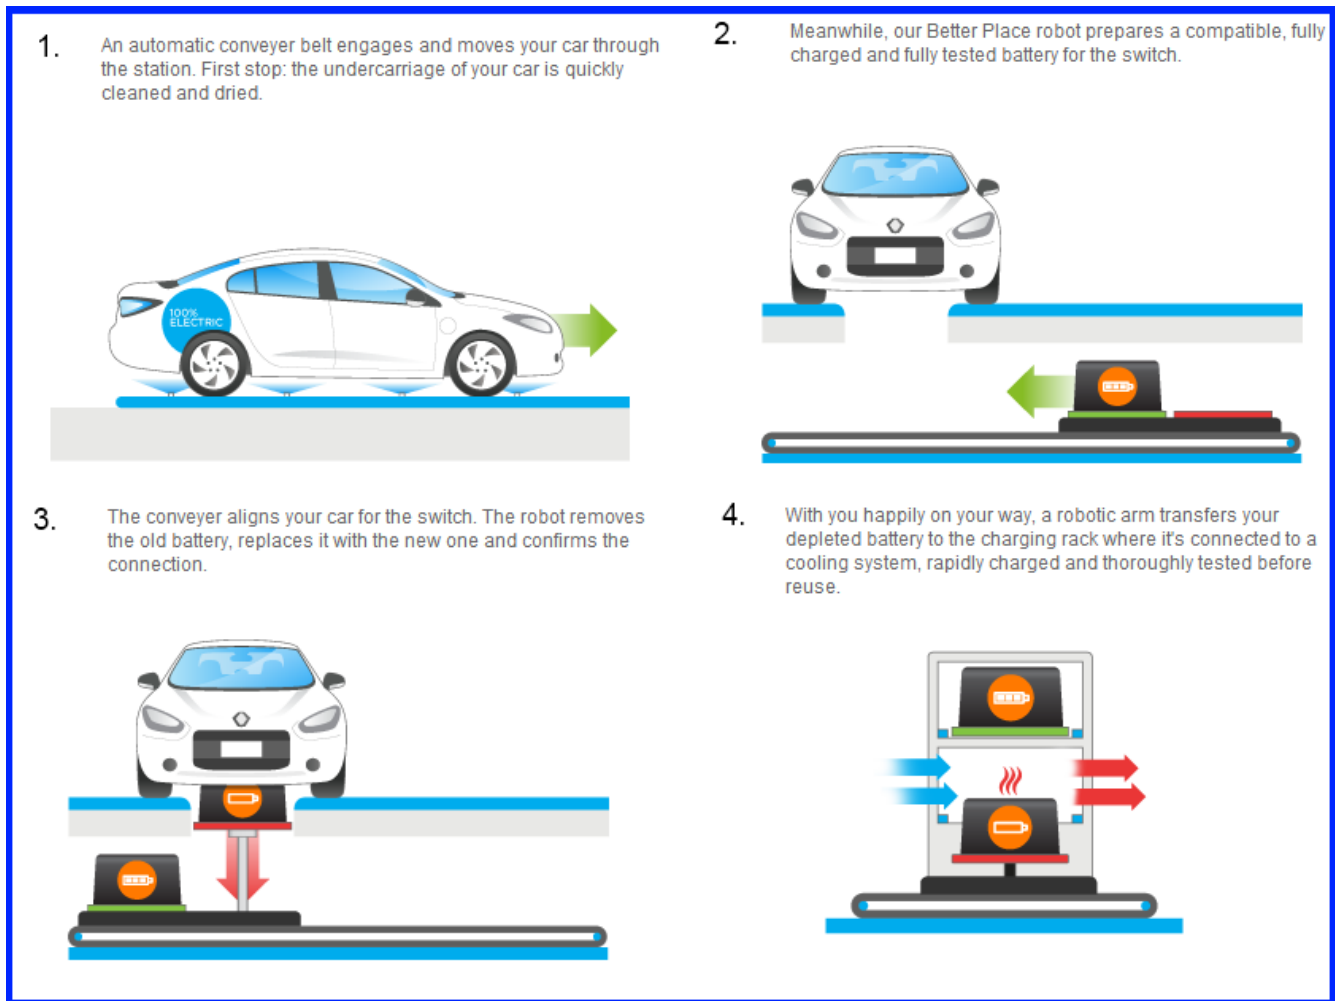 1.
An automatic conveyer belt engages and moves your car through
the station. First stop: the undercarriage of your car is quickly
cleaned and dried.
100%
ELECTRIC
2.
Meanwhile, our Better Place robot prepares a compatible, fully
charged and fully tested battery for the switch.
3.
The conveyer aligns your car for the switch. The robot removes
the old battery, replaces it with the new one and confirms the
connection.
4.
With you happily on your way, a robotic arm transfers your
depleted battery to the charging rack where it's connected to a
cooling system, rapidly charged and thoroughly tested before
reuse.